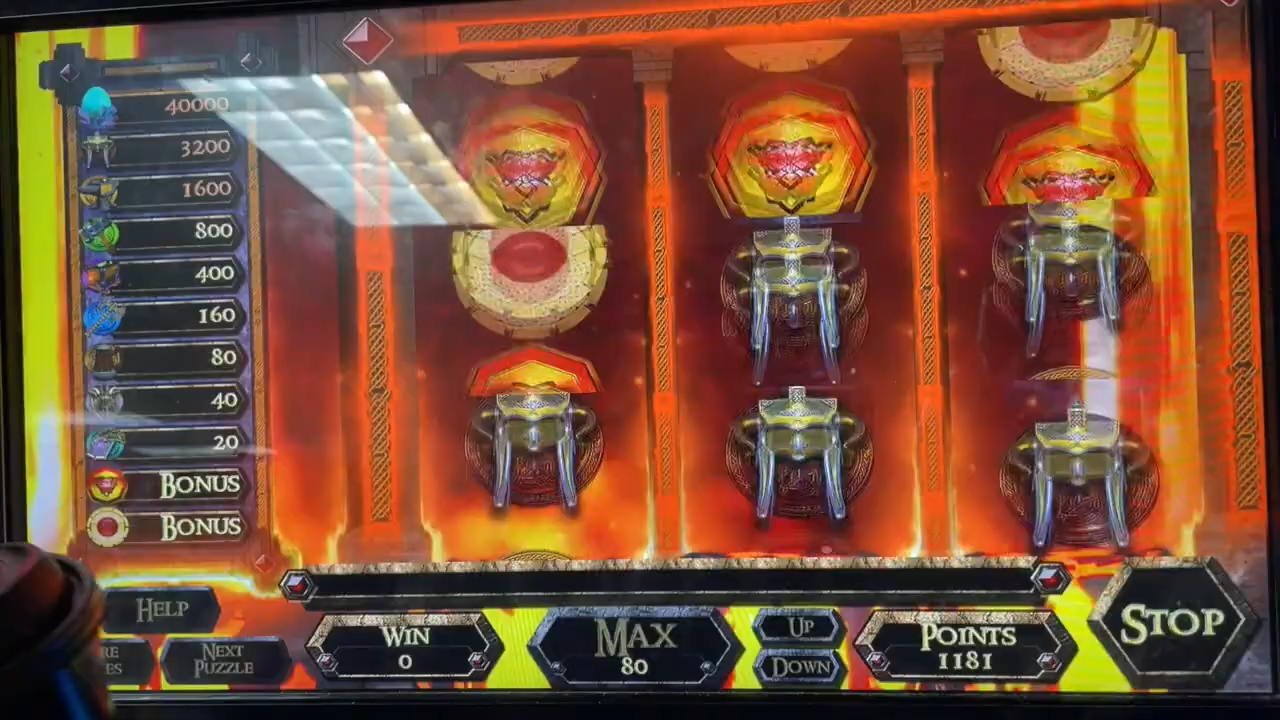 40000
3200
1600
800
400
160
80
40
20
BONUS
BONUS
HELP
NEXT
PUZZLE
WIN
0
MAX
80
UP
DOWN
POINTS
1181
STOP